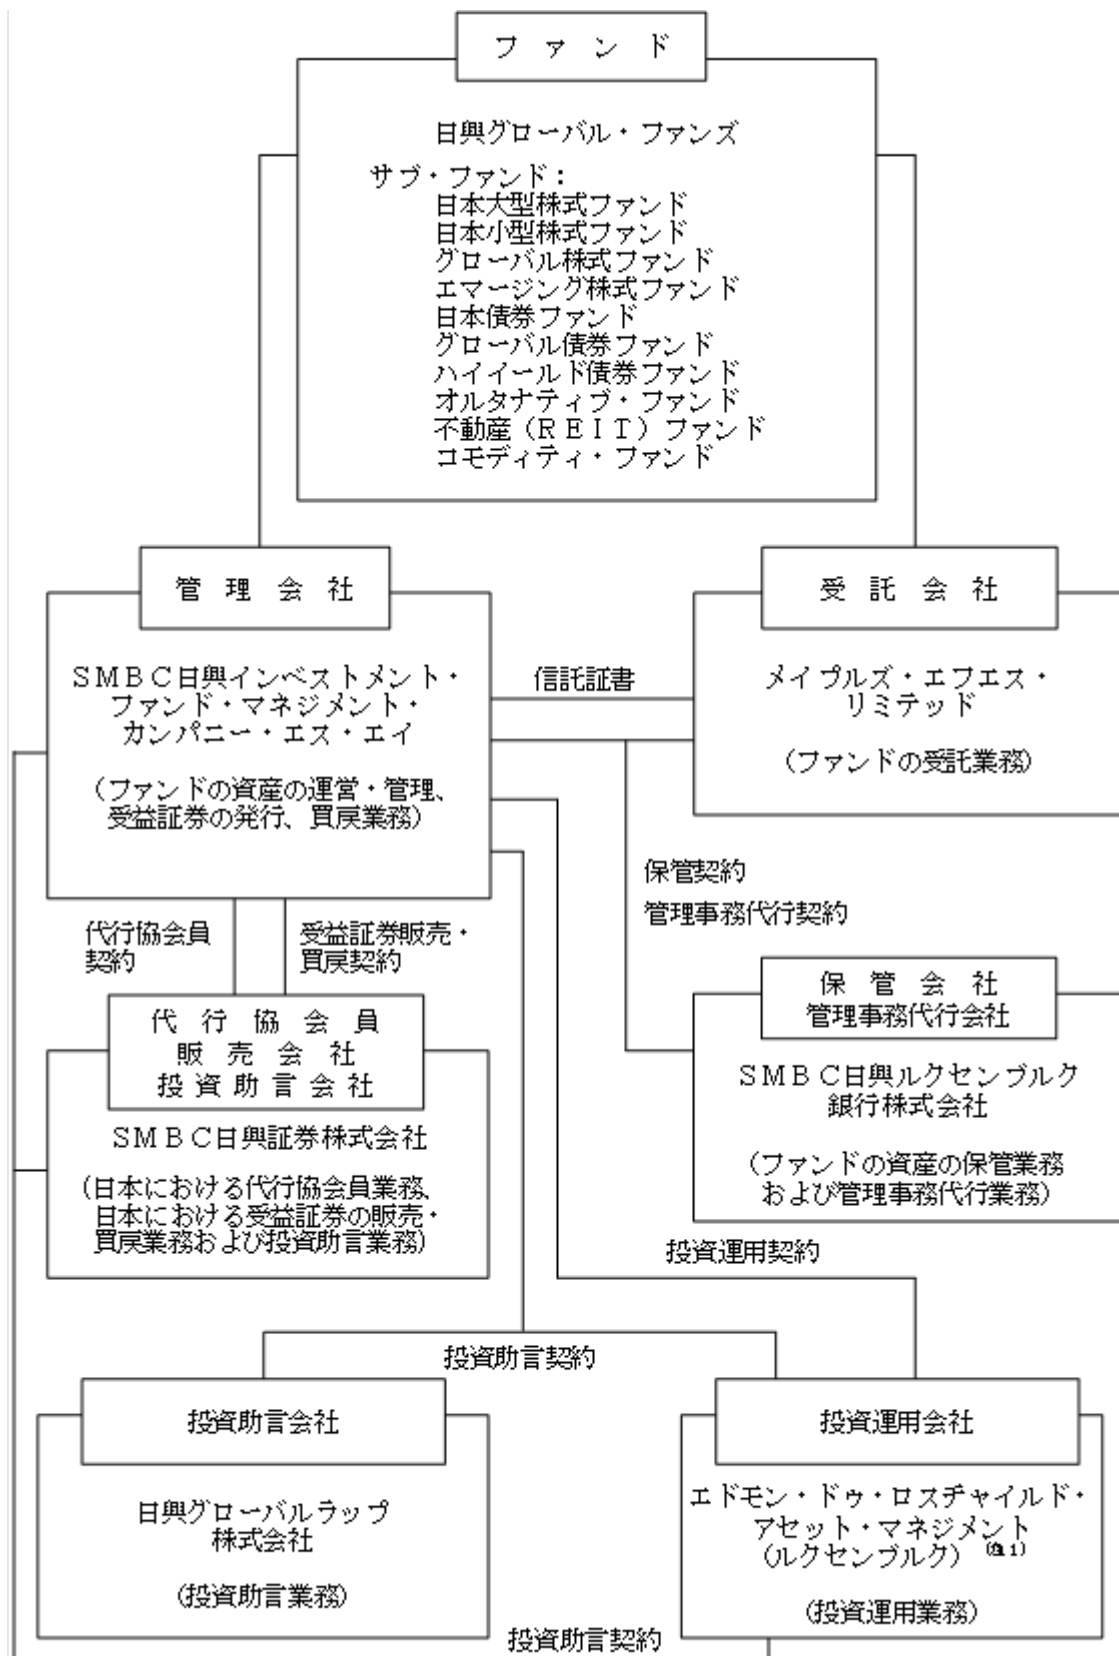 ファンド
日興グローバル・ファンズ
サブ・ファンド：
日本大型株式ファンド
日本小型株式ファンド
グローバル株式ファンド
エマージング株式ファンド
日本債券ファンド
グローバル債券ファンド
ハイイールド債券ファンド
オルタナティブ・ファンド
不動産（ＲＥＩＴ）ファンド
コモディティ・ファンド
管理会社
ＳＭＢＣ日興インベストメント・
ファンド・マネジメント・
カンパニー・エス・エイ
（ファンドの資産の運営・管理、
受益証券の発行、買戻業務）
信託証書
受託会社
メイプルズ・エフエス・
リミテッド
（ファンドの受託業務）
保管契約
管理事務代行契約
代行協会員
契約
受益証券販売・
買戻契約
代行協会員
販売会社
投資助言会社
ＳＭＢＣ日興証券株式会社
（日本における代行協会員業務、
日本における受益証券の販売・
買戻業務および投資助言業務）
保管会社
管理事務代行会社
ＳＭＢＣ日興ルクセンブルク
銀行株式会社
（ファンドの資産の保管業務
および管理事務代行業務）
投資運用契約
投資助言契約
投資助言会社
日興グローバルラップ
株式会社
（投資助言業務）
投資運用会社
エドモン・ドゥ・ロスチャイルド・
アセット・マネジメント
（ルクセンブルク）（注１）
（投資運用業務）
投資助言契約